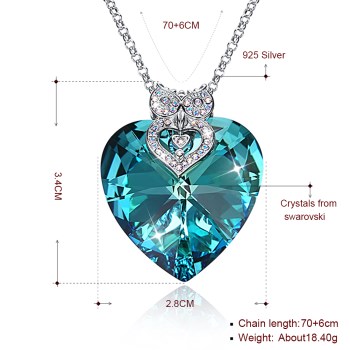 70+6CM
925 Silver
3.4CM
Crystals from
swarovski
2.8CM
Chain length:70+6cm
Weight: About18.40g